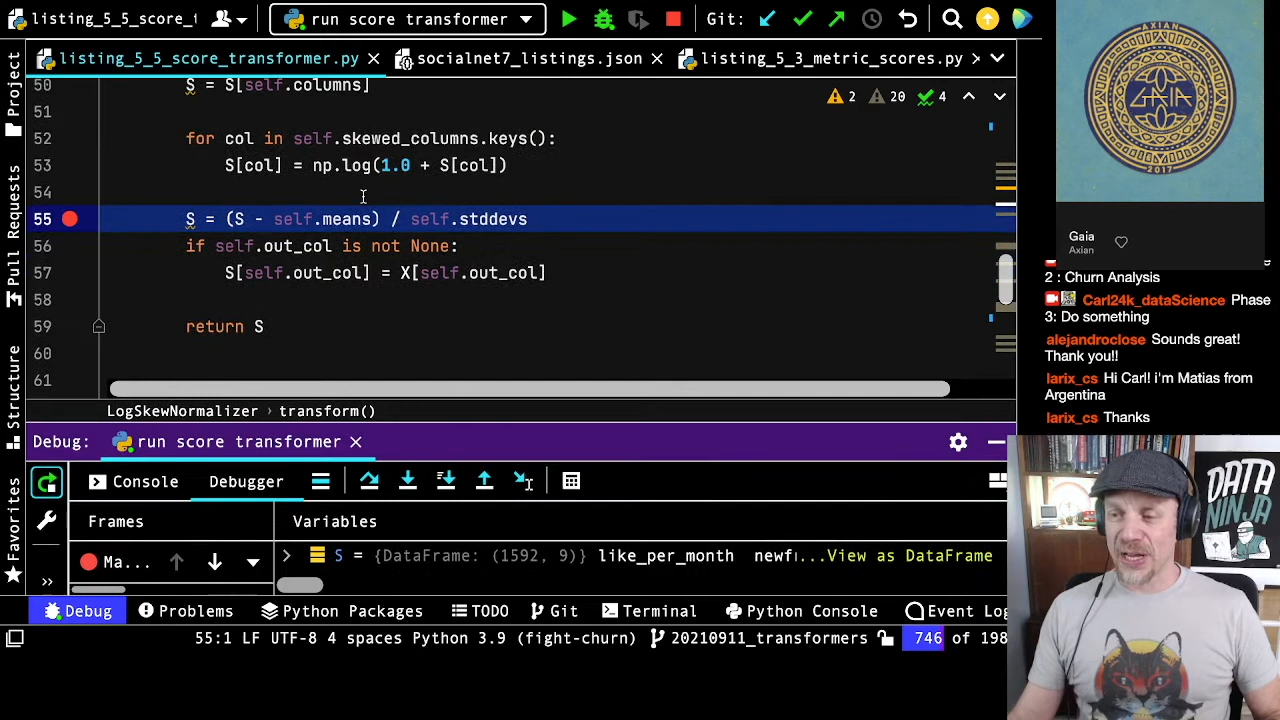 listing_5_5_score_t
run score transformer
Git:
Project
Pull Requests
Structure
Favorites
listing_5_5_score_transformer.py
socialnet7_listings.json
listing_5_3_metric_scores.py
2 20 4
50 S = S[self.columns]
51
52 for col in self.skewed_columns.keys():
53 S[col] = np.log(1.0 + S[col])
54
55 S = (S - self.means) / self.stddevs
56 if self.out_col is not None:
57 S[self.out_col] = X[self.out_col]
58
59 return S
60
61
LogSkewNormalizer › transform()
Debug: run score transformer
Console Debugger
Frames Variables
Ma... S = {DataFrame: (1592, 9)} like_per_month newfr...View as DataFrame
Debug Problems Python Packages TODO Git Terminal Python Console Event Log
55:1 LF UTF-8 4 spaces Python 3.9 (fight-churn) 20210911_transformers 746 of 198
AXIAN
GAIA
2017
Gaia
Axian
2 : Churn Analysis
Carl24k_dataScience Phase
3: Do something
alejandroclose Sounds great!
Thank you!!
larix_cs Hi Carl! i'm Matias from
Argentina
larix_cs Thanks
DATA
NINJA